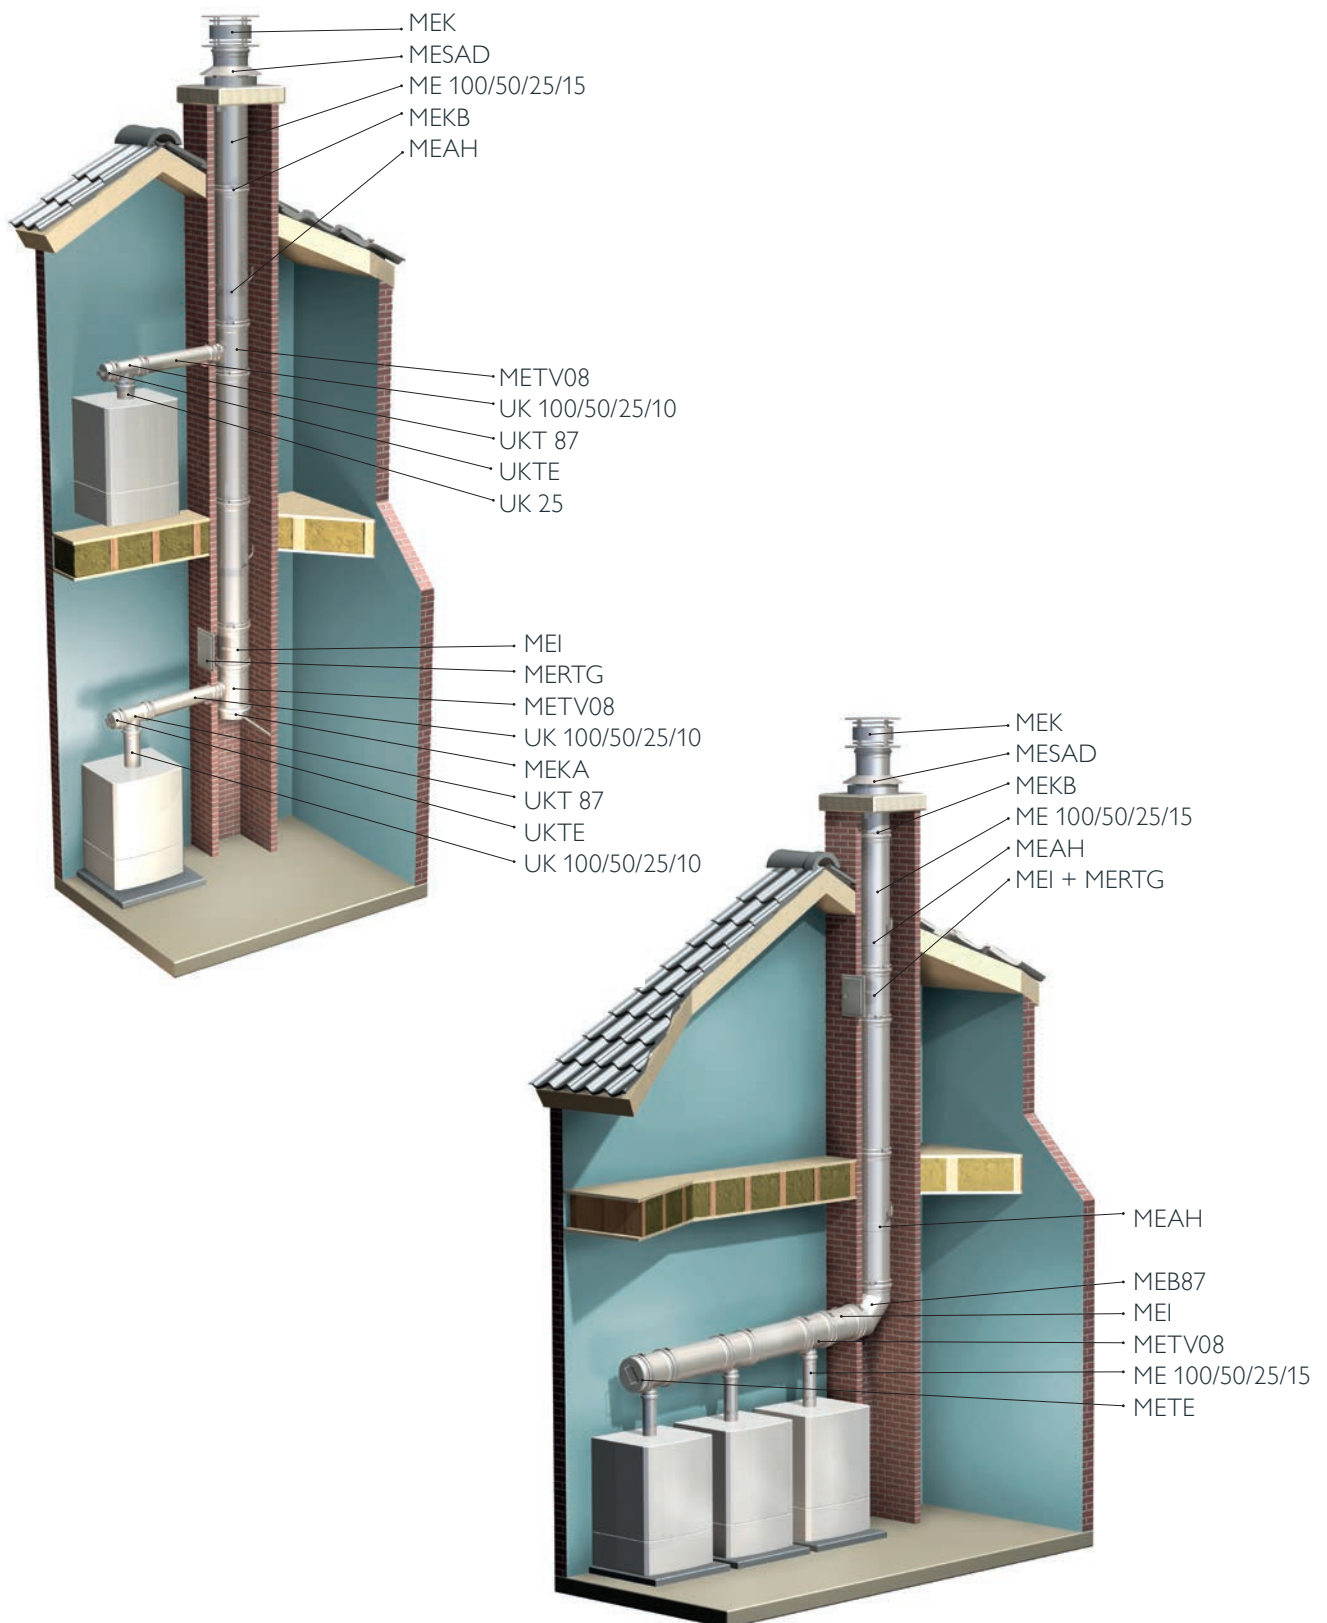 MEK
MESAD
ME 100/50/25/15
MEKB
MEAH
METV08
UK 100/50/25/10
UKT 87
UKTE
UK 25
MEI
MERTG
METV08
UK 100/50/25/10
MEKA
UKT 87
UKTE
UK 100/50/25/10
MEK
MESAD
MEKB
ME 100/50/25/15
MEAH
MEI + MERTG
MEAH
MEB87
MEI
METV08
ME 100/50/25/15
METE